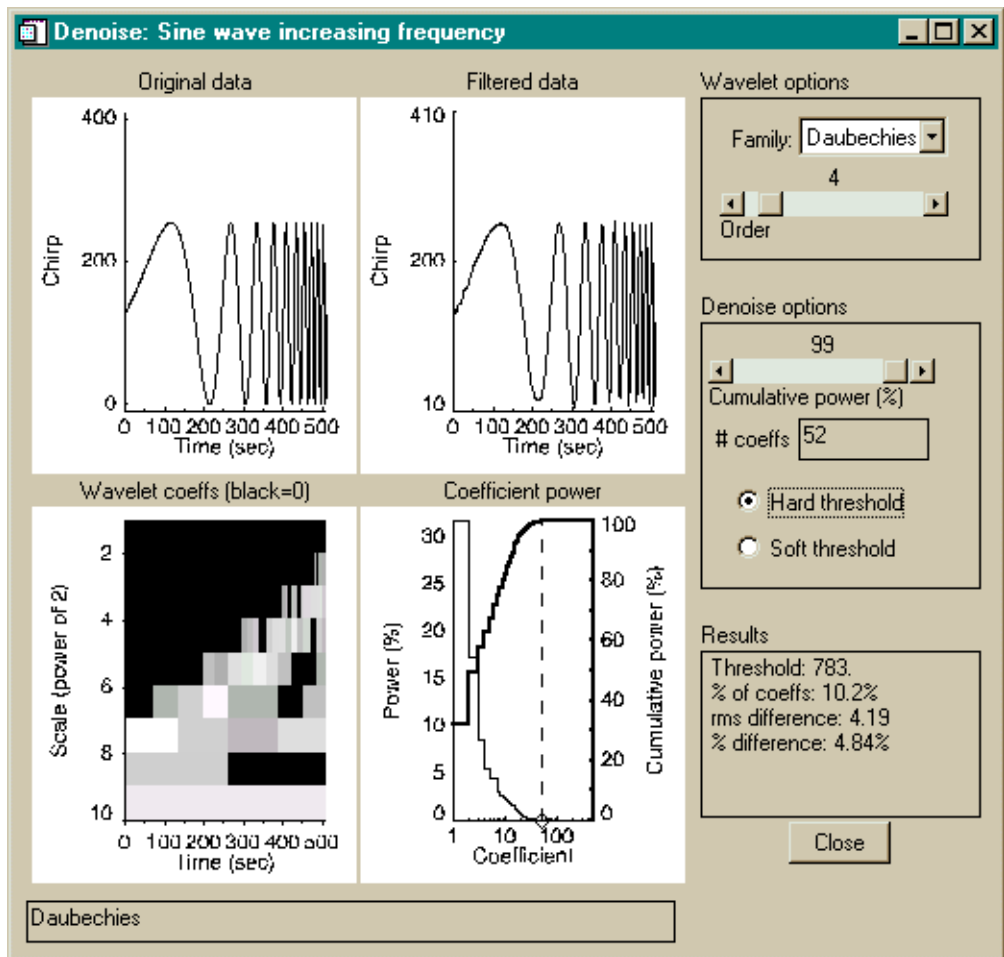 Denoise: Sine wave increasing frequency
Original data
400
200
0
Chirp
0 100 200 300 400 500
Time (sec)
Filtered data
410
200
10
Chirp
0 100 200 300 400 500
Time (sec)
Wavelet coeffs (black=0)
2
4
6
8
10
Scale (power of 2)
0 100 200 300 400 500
Time (sec)
Coefficient power
30
25
20
15
10
5
0
Power (%)
100
80
60
40
20
0
Cumulative power (%)
1 10 100
Coefficient
Wavelet options
Family: Daubechies
4
Order
Denoise options
99
Cumulative power (%)
# coeffs 52
Hard threshold
Soft threshold
Results
Threshold: 783.
% of coeffs: 10.2%
rms difference: 4.19
% difference: 4.84%
Close
Daubechies